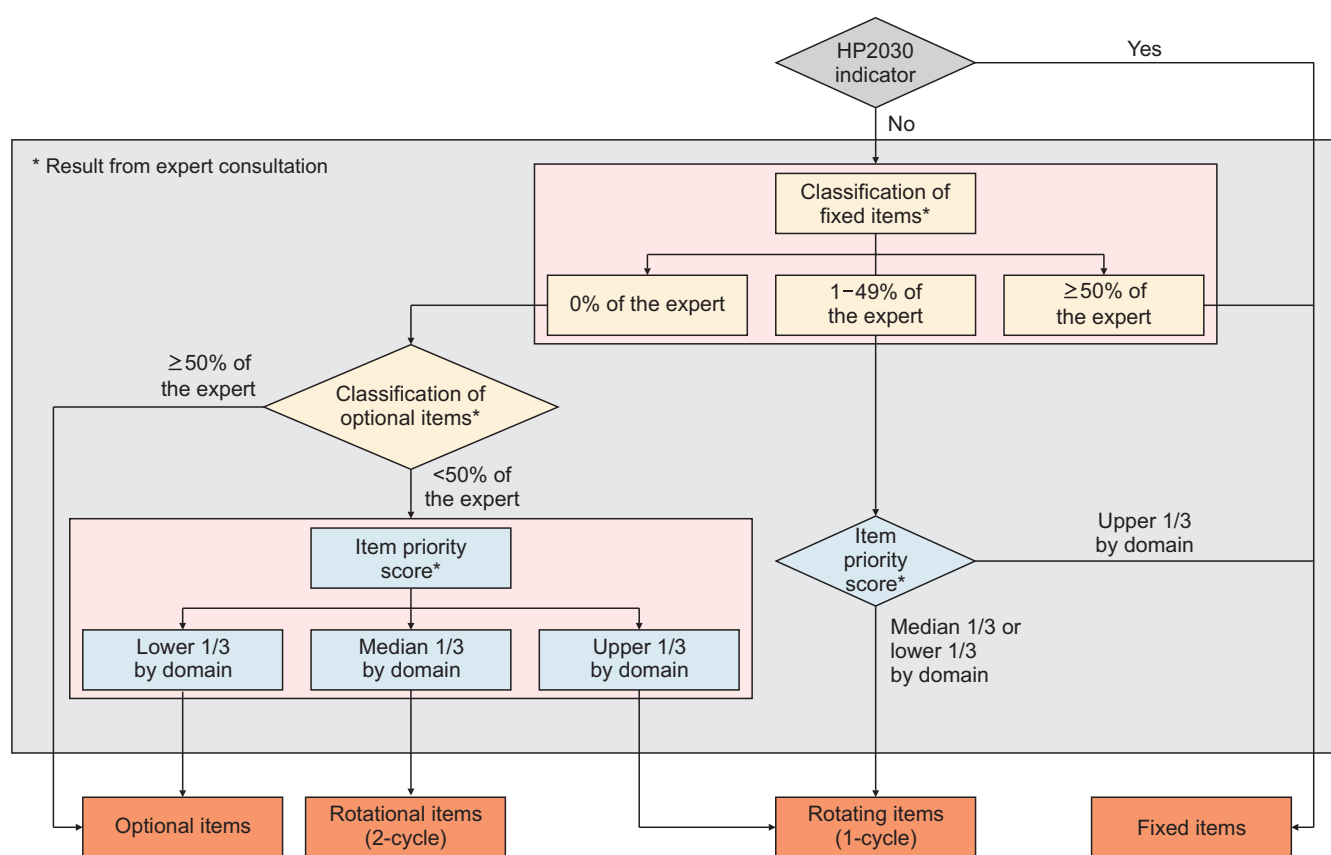 HP2030
indicator
Yes
No
* Result from expert consultation
Classification of
fixed items*
0% of the expert
1−49% of
the expert
≥50% of
the expert
≥50% of
the expert
Classification of
optional items*
<50% of
the expert
Item priority
score*
Item
priority
score*
Upper 1/3
by domain
Lower 1/3
by domain
Median 1/3
by domain
Upper 1/3
by domain
Median 1/3 or
lower 1/3
by domain
Optional items
Rotational items
(2-cycle)
Rotating items
(1-cycle)
Fixed items